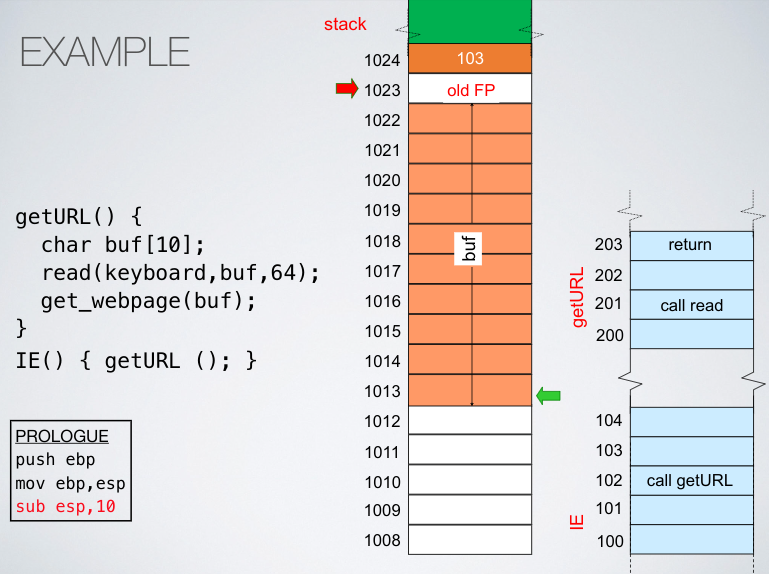 EXAMPLE
getURL() {
char buf[10];
read(keyboard,buf,64);
get_webpage(buf);
}
IE() { getURL (); }
PROLOGUE
push ebp
mov ebp,esp
sub esp,10
stack
1024 103
1023 old FP
1022
1021
1020
1019
1018
1017
1016
1015
1014
1013
1012
1011
1010
1009
1008
buf
getURL
203 return
202
201 call read
200
IE
104
103
102 call getURL
101
100